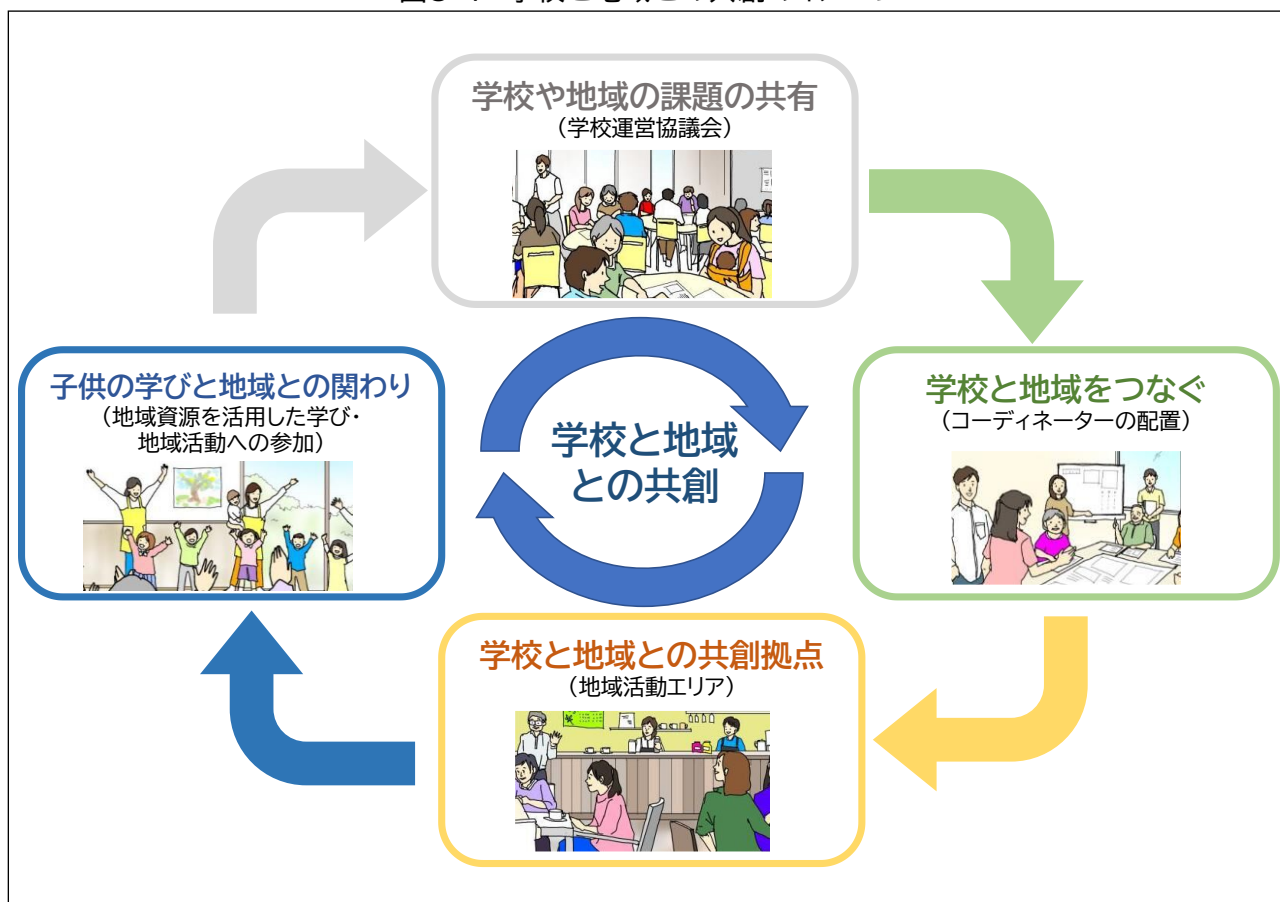 学校や地域の課題の共有
（学校運営協議会）
子供の学びと地域との関わり
（地域資源を活用した学び・
地域活動への参加）
学校と地域
との共創
学校と地域をつなぐ
（コーディネーターの配置）
学校と地域との共創拠点
（地域活動エリア）